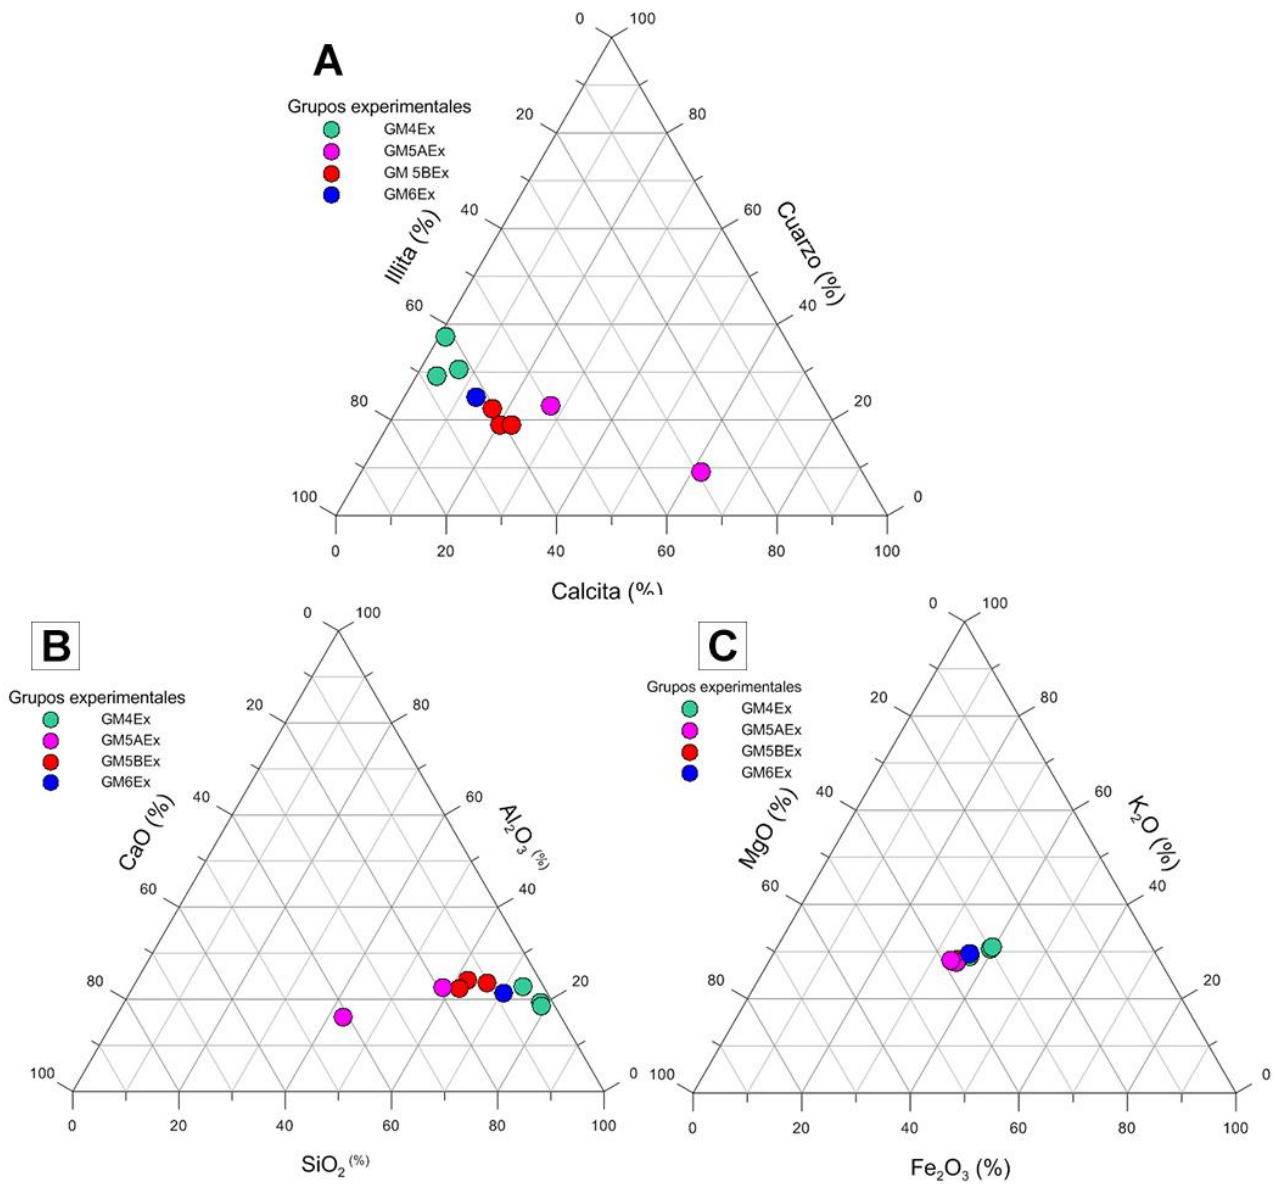 A
Grupos experimentales
GM4Ex
GM5AEx
GM 5BEx
GM6Ex
0 100
20 80
40 60
60 40
80 20
100 0
Illita (%)
Cuarzo (%)
0 20 40 60 80 100
Calcita (%)
B
Grupos experimentales
GM4Ex
GM5AEx
GM5BEx
GM6Ex
0 100
20 80
40 60
60 40
80 20
100 0
CaO (%)
Al₂O₃ (%)
0 20 40 60 80 100
SiO₂ (%)
C
Grupos experimentales
GM4Ex
GM5AEx
GM5BEx
GM6Ex
0 100
20 80
40 60
60 40
80 20
100 0
MgO (%)
K₂O (%)
0 20 40 60 80 100
Fe₂O₃ (%)